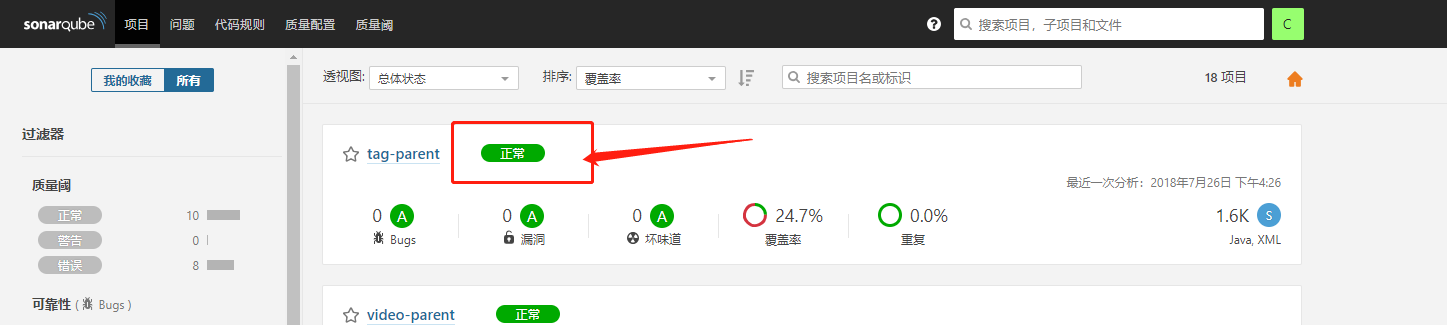 sonarqube 项目 问题 代码规则 质量配置 质量阈 ? 搜索项目，子项目和文件 C
我的收藏 所有
透视图: 总体状态 排序: 覆盖率 搜索项目名或标识 18 项目
过滤器
质量阈
正常 10
警告 0
错误 8
可靠性 ( Bugs )
tag-parent 正常
最近一次分析：2018年7月26日 下午4:26
0 A 0 A 0 A 24.7% 0.0% 1.6K S
Bugs 漏洞 坏味道 覆盖率 重复 Java, XML
video-parent 正常